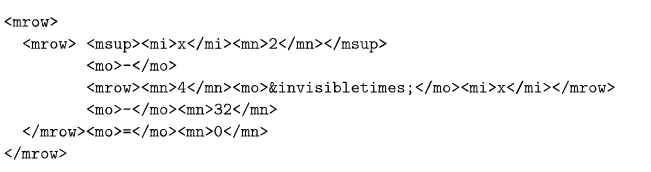 <mrow>
  <mrow> <msup><mi>x</mi><mn>2</mn></msup>
         <mo>-</mo>
         <mrow><mn>4</mn><mo>&invisibletimes;</mo><mi>x</mi></mrow>
         <mo>-</mo><mn>32</mn>
  </mrow><mo>=</mo><mn>0</mn>
</mrow>